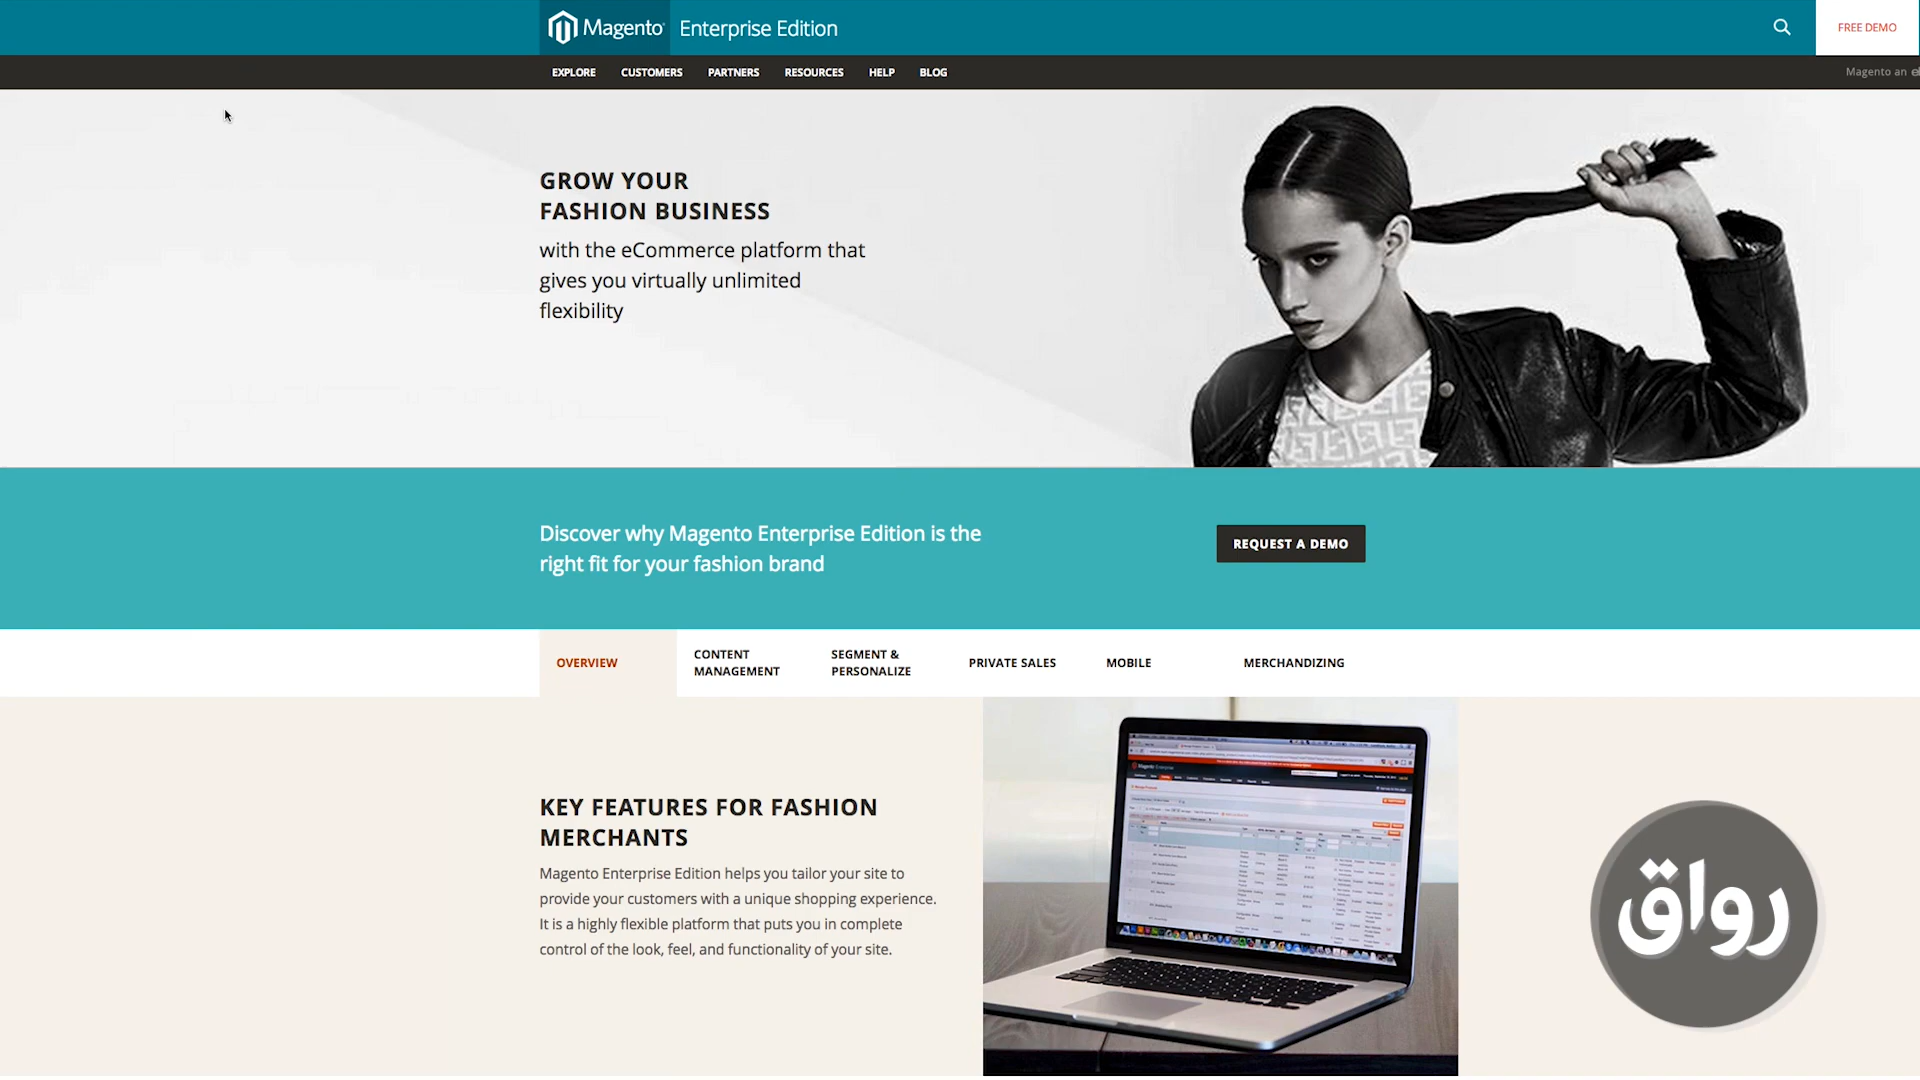 Magento Enterprise Edition
FREE DEMO
EXPLORE CUSTOMERS PARTNERS RESOURCES HELP BLOG
Magento an
GROW YOUR
FASHION BUSINESS
with the eCommerce platform that
gives you virtually unlimited
flexibility
Discover why Magento Enterprise Edition is the
right fit for your fashion brand
REQUEST A DEMO
OVERVIEW
CONTENT
MANAGEMENT
SEGMENT &
PERSONALIZE
PRIVATE SALES
MOBILE
MERCHANDIZING
KEY FEATURES FOR FASHION
MERCHANTS
Magento Enterprise Edition helps you tailor your site to
provide your customers with a unique shopping experience.
It is a highly flexible platform that puts you in complete
control of the look, feel, and functionality of your site.
رواق